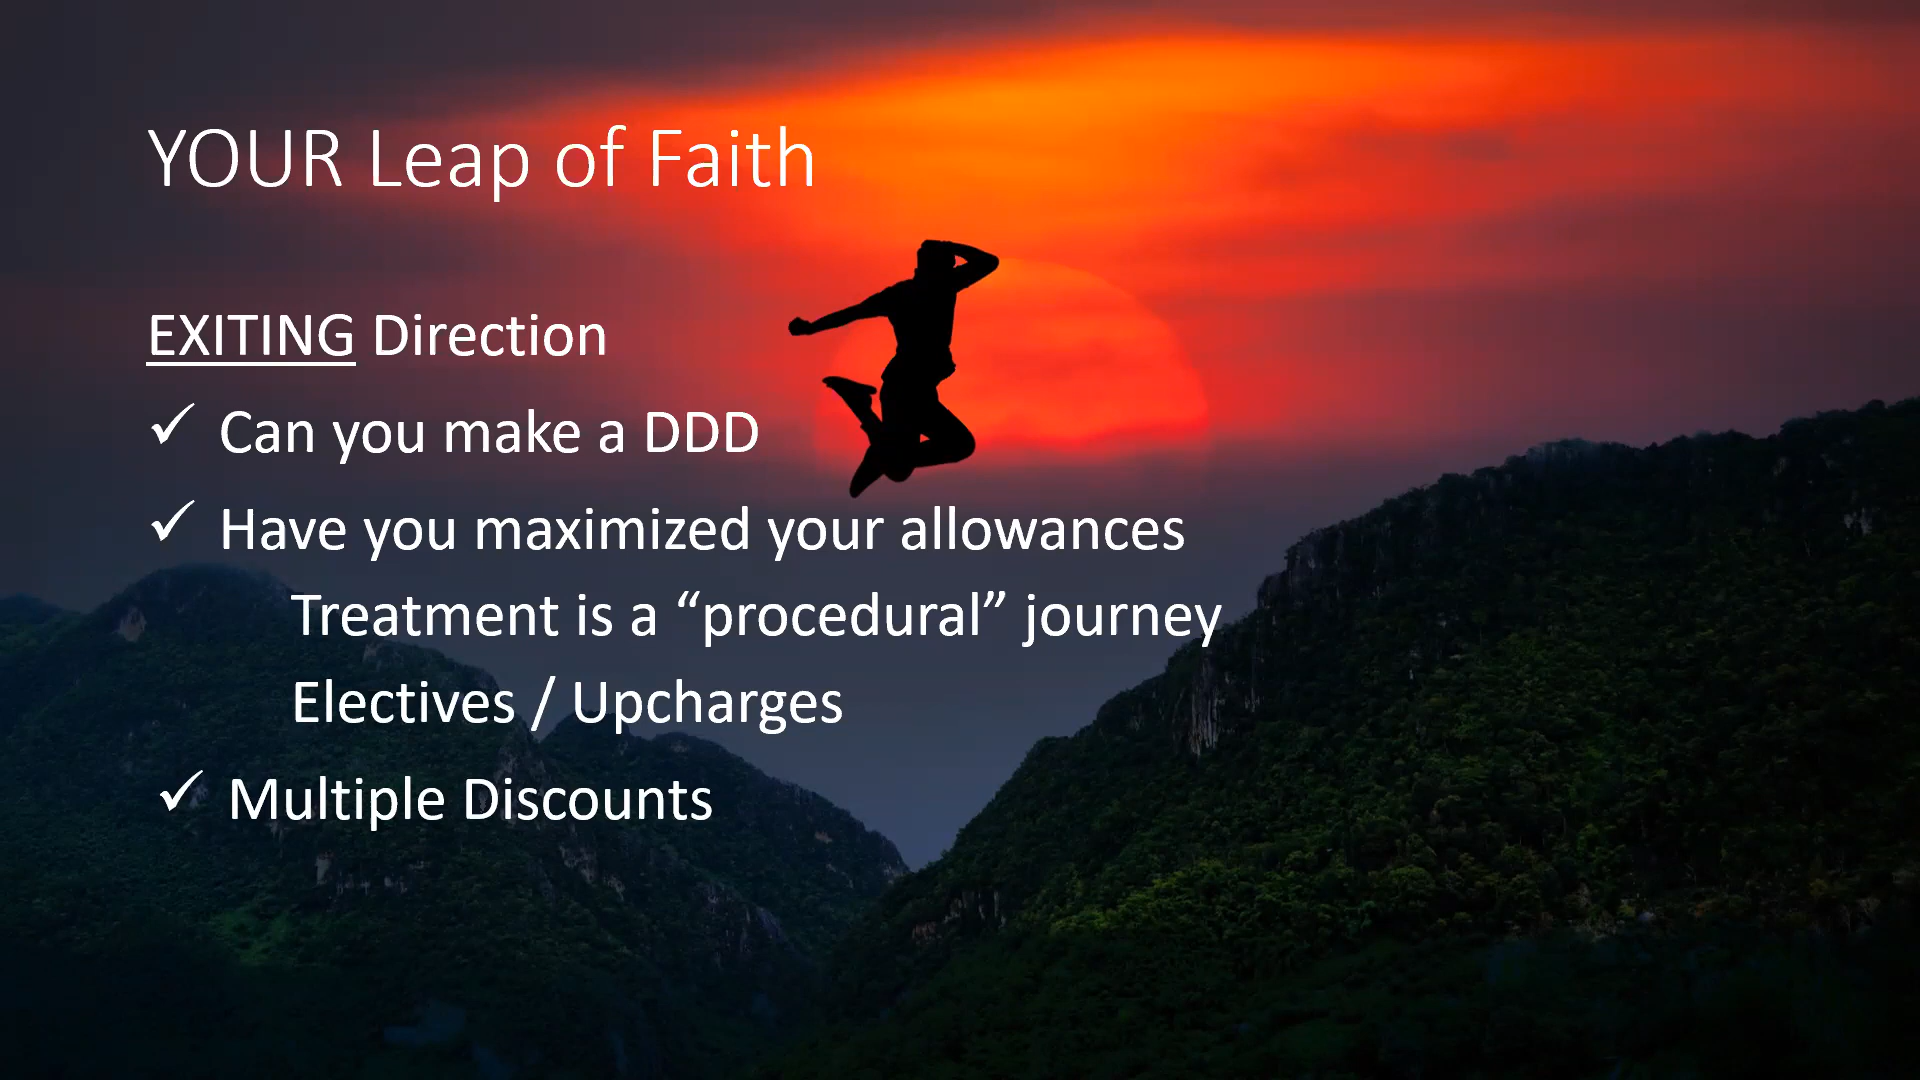 YOUR Leap of Faith
EXITING Direction
✓ Can you make a DDD
✓ Have you maximized your allowances
Treatment is a “procedural” journey
Electives / Upcharges
✓ Multiple Discounts